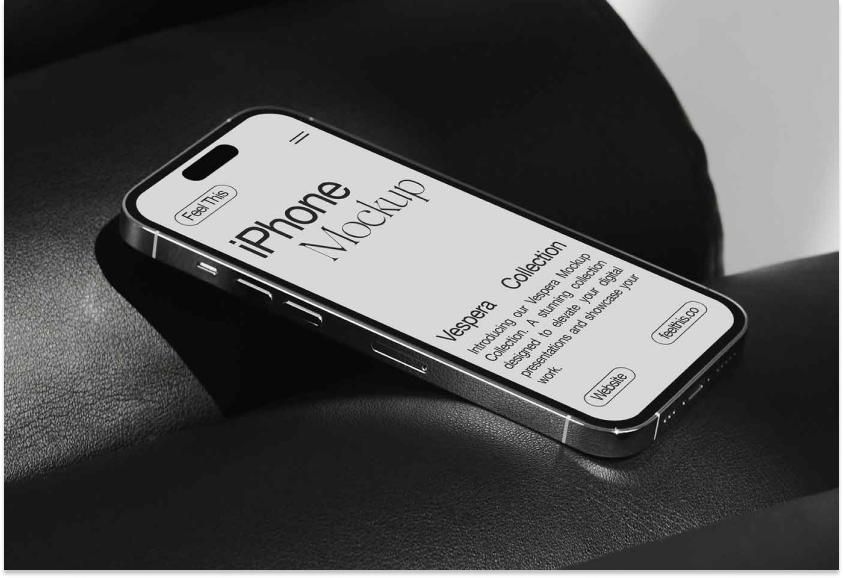 Feel This
iPhone
Mockup
Vespera Collection
Introducing our Vespera Mockup
Collection. A stunning collection
designed to elevate your digital
presentations and showcase your
work.
Website
feelthis.co